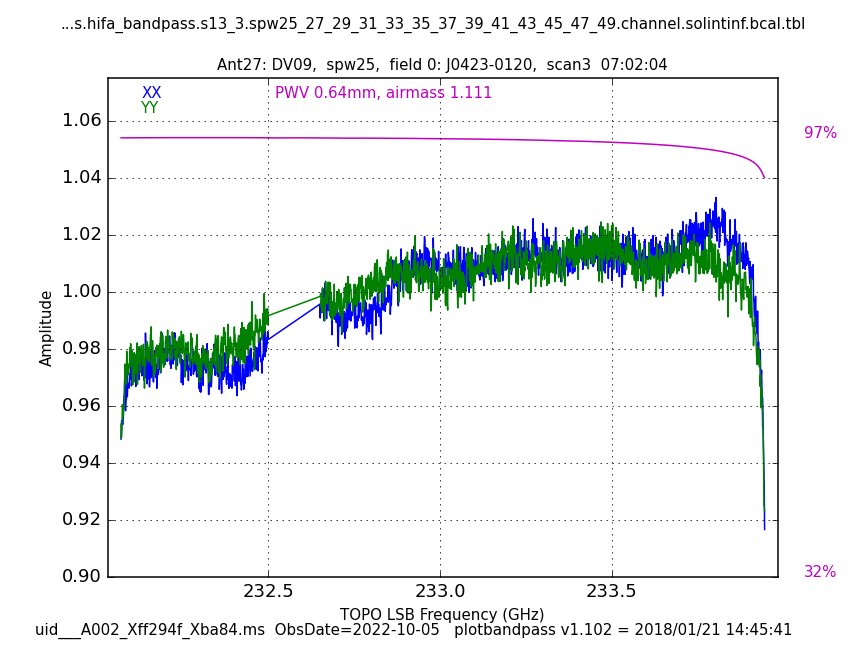 ...s.hifa_bandpass.s13_3.spw25_27_29_31_33_35_37_39_41_43_45_47_49.channel.solintinf.bcal.tbl
Ant27: DV09, spw25, field 0: J0423-0120, scan3 07:02:04
XX
YY
PWV 0.64mm, airmass 1.111
97%
32%
1.06
1.04
1.02
1.00
0.98
0.96
0.94
0.92
0.90
Amplitude
232.5 233.0 233.5
TOPO LSB Frequency (GHz)
uid___A002_Xff294f_Xba84.ms ObsDate=2022-10-05 plotbandpass v1.102 = 2018/01/21 14:45:41